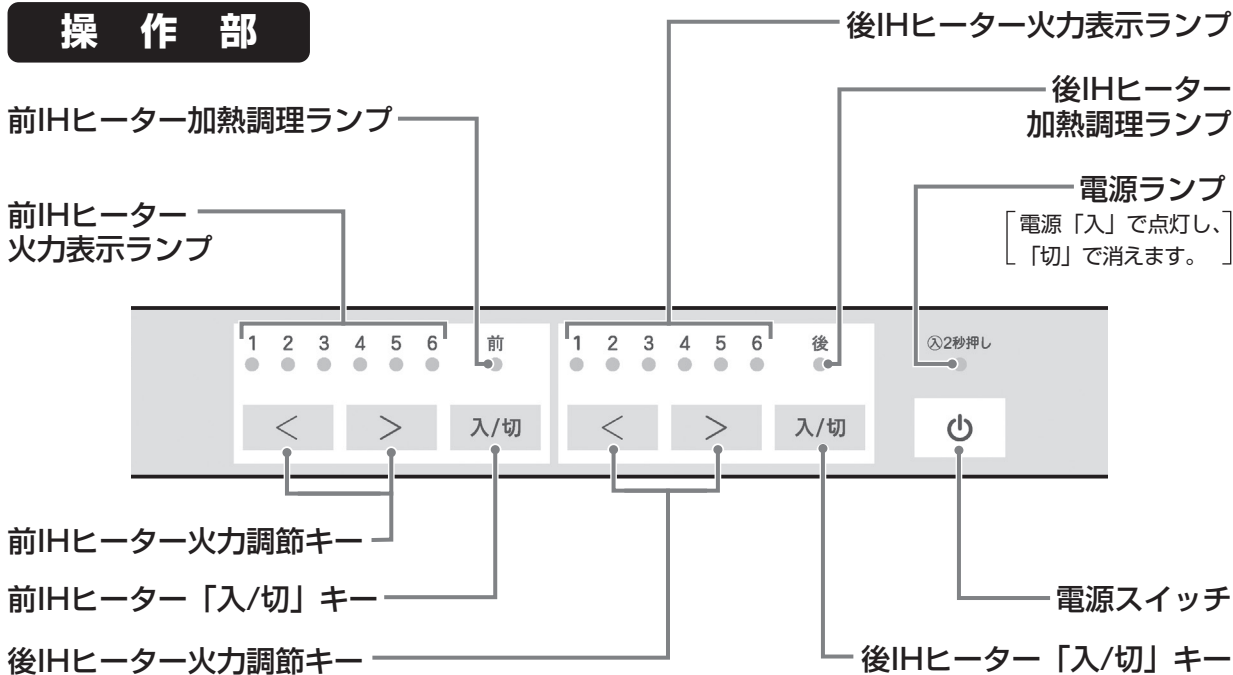 操作部
後IHヒーター火力表示ランプ
後IHヒーター
加熱調理ランプ
前IHヒーター加熱調理ランプ
電源ランプ
電源「入」で点灯し、
「切」で消えます。
前IHヒーター
火力表示ランプ
1 2 3 4 5 6 前 1 2 3 4 5 6 後 入2秒押し
< > 入/切 < > 入/切
前IHヒーター火力調節キー
前IHヒーター「入/切」キー
電源スイッチ
後IHヒーター火力調節キー
後IHヒーター「入/切」キー